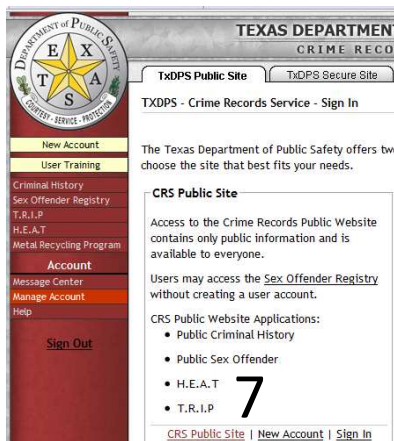 DEPARTMENT of PUBLIC SAFETY
TEXAS
COURTESY - SERVICE - PROTECTION
TEXAS DEPARTMENT
CRIME RECO
TxDPS Public Site
TxDPS Secure Site
TXDPS - Crime Records Service - Sign In
New Account
User Training
Criminal History
Sex Offender Registry
T.R.I.P
H.E.A.T
Metal Recycling Program
Account
Message Center
Manage Account
Help
Sign Out
The Texas Department of Public Safety offers tw
choose the site that best fits your needs.
CRS Public Site
Access to the Crime Records Public Website
contains only public information and is
available to everyone.
Users may access the Sex Offender Registry
without creating a user account.
CRS Public Website Applications:
• Public Criminal History
• Public Sex Offender
• H.E.A.T
• T.R.I.P
7
CRS Public Site | New Account | Sign In